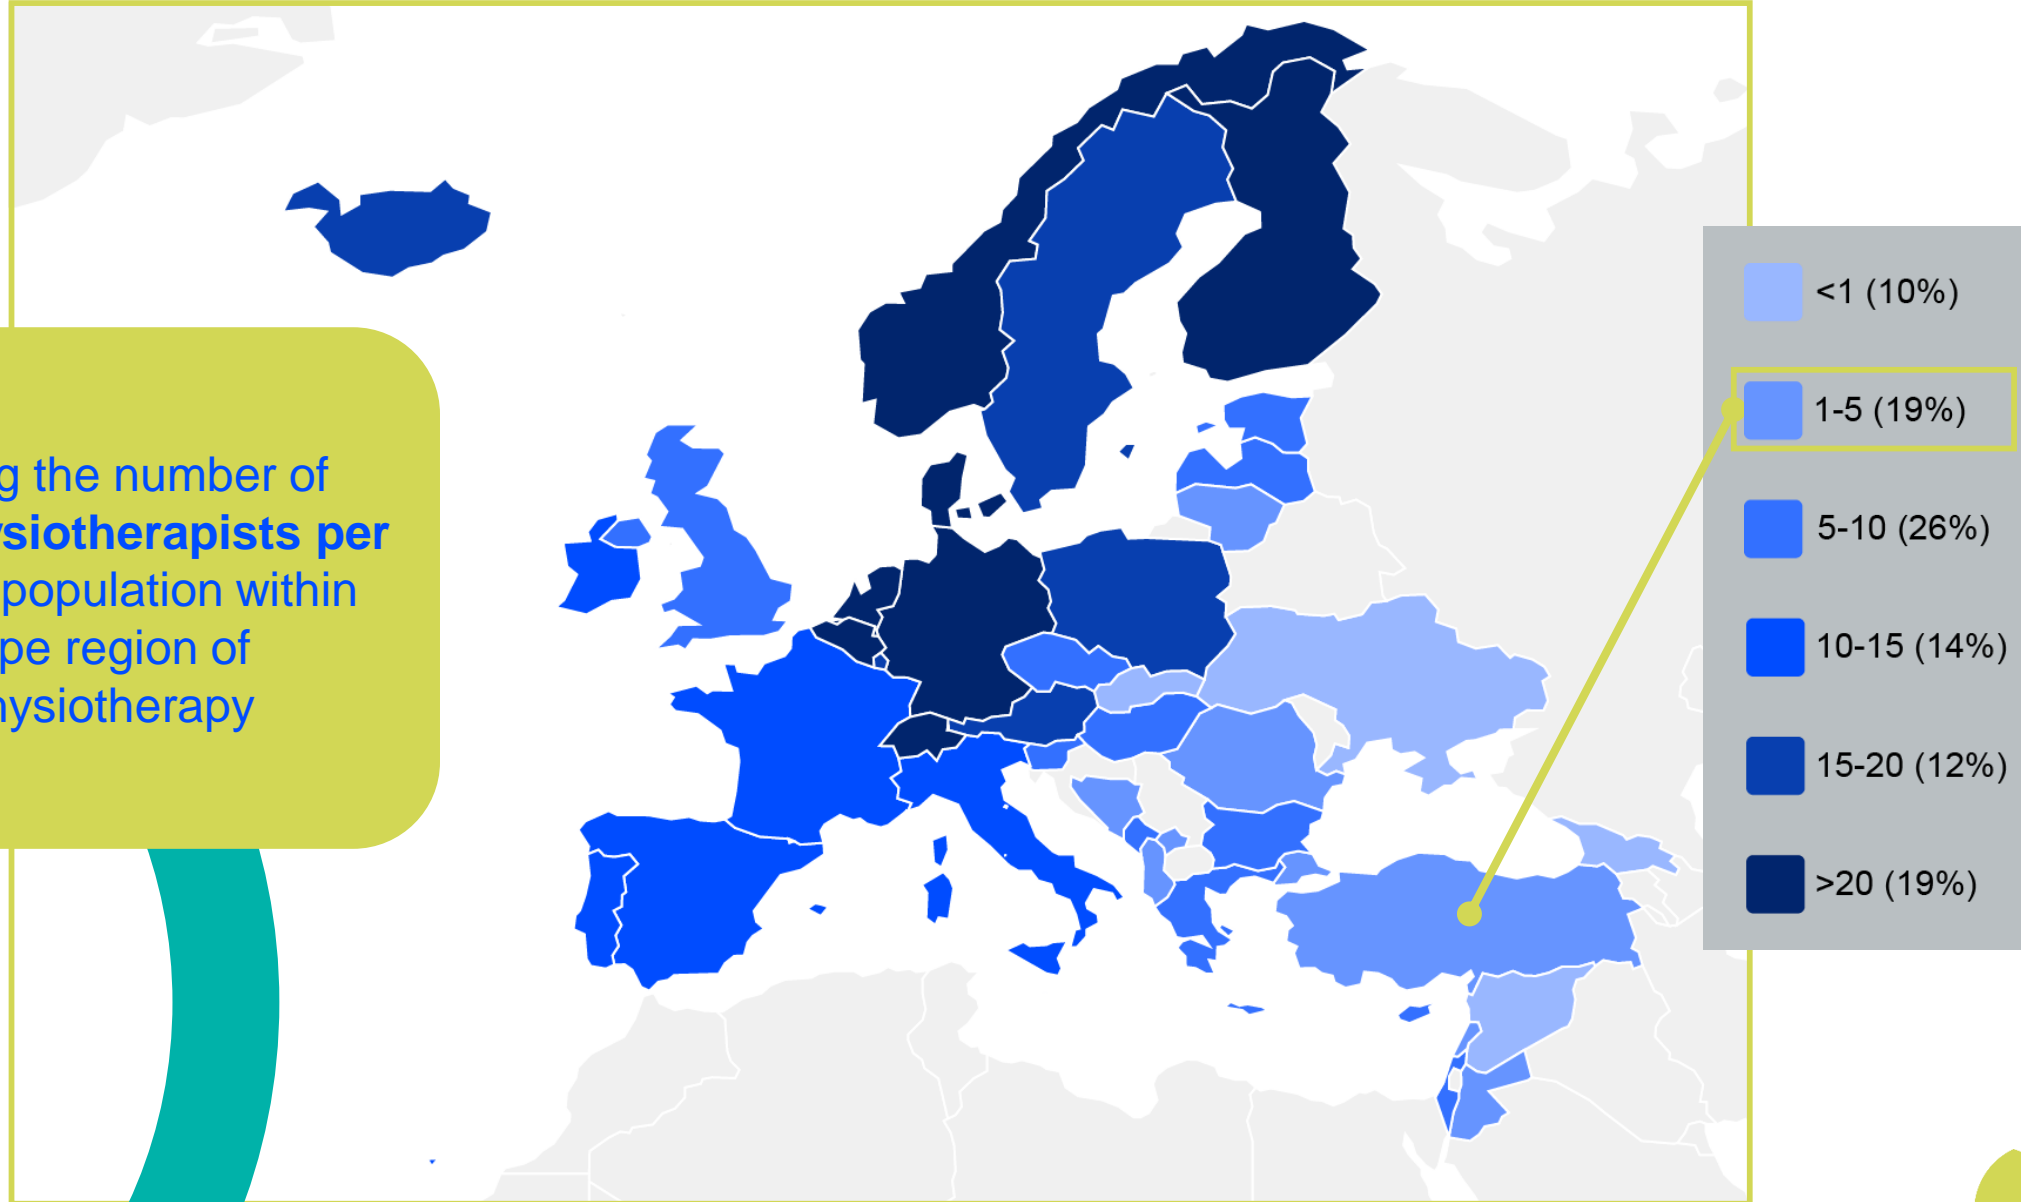 g the number of
ysiotherapists per
population within
pe region of
hysiotherapy
<1 (10%)
1-5 (19%)
5-10 (26%)
10-15 (14%)
15-20 (12%)
>20 (19%)